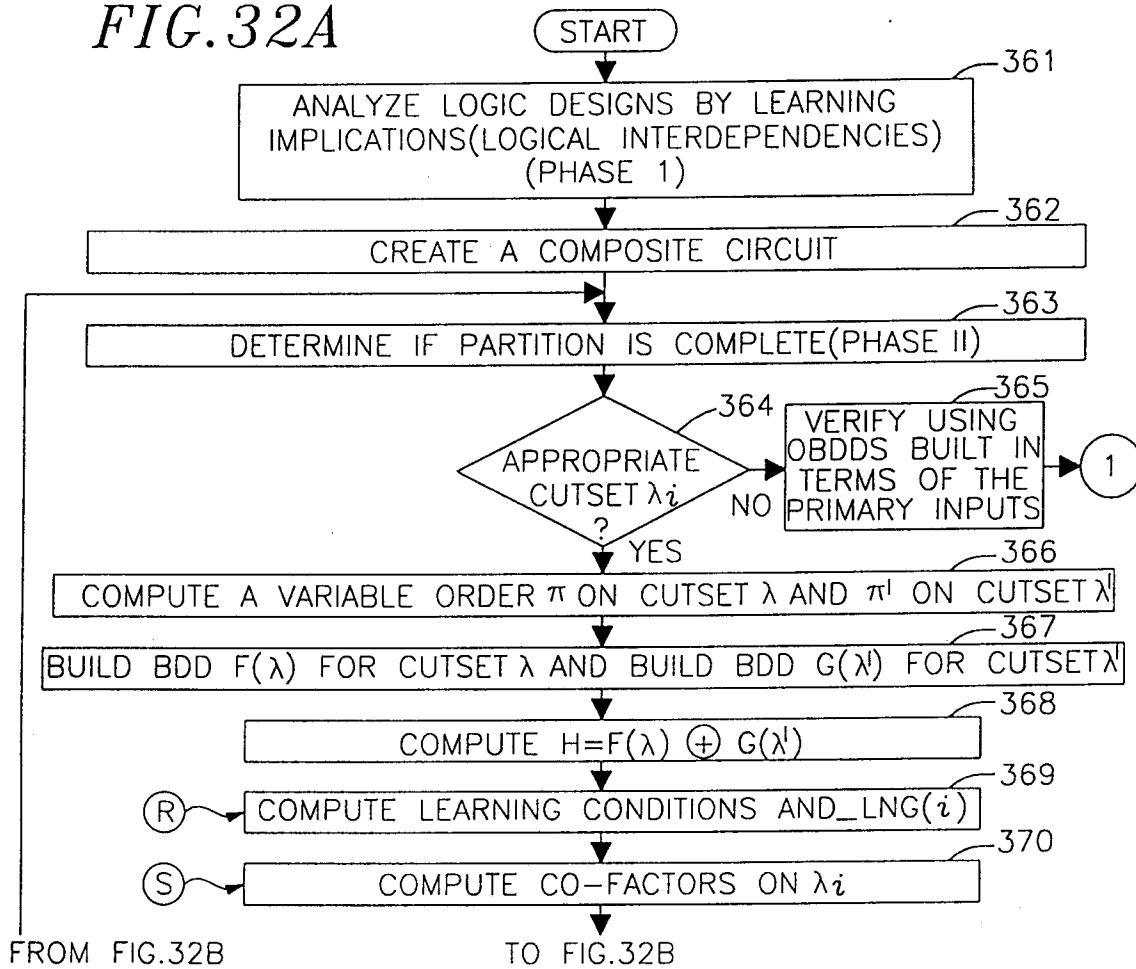 FIG.32A
START
361
ANALYZE LOGIC DESIGNS BY LEARNING
IMPLICATIONS(LOGICAL INTERDEPENDENCIES)
(PHASE 1)
362
CREATE A COMPOSITE CIRCUIT
363
DETERMINE IF PARTITION IS COMPLETE(PHASE II)
364
APPROPRIATE
CUTSET λi
?
NO
YES
365
VERIFY USING
OBDDS BUILT IN
TERMS OF THE
PRIMARY INPUTS
1
366
COMPUTE A VARIABLE ORDER π ON CUTSET λ AND π' ON CUTSET λ'
367
BUILD BDD F(λ) FOR CUTSET λ AND BUILD BDD G(λ') FOR CUTSET λ'
368
COMPUTE H=F(λ) ⊕ G(λ')
369
R
COMPUTE LEARNING CONDITIONS AND_LNG(i)
370
S
COMPUTE CO-FACTORS ON λi
FROM FIG.32B
TO FIG.32B